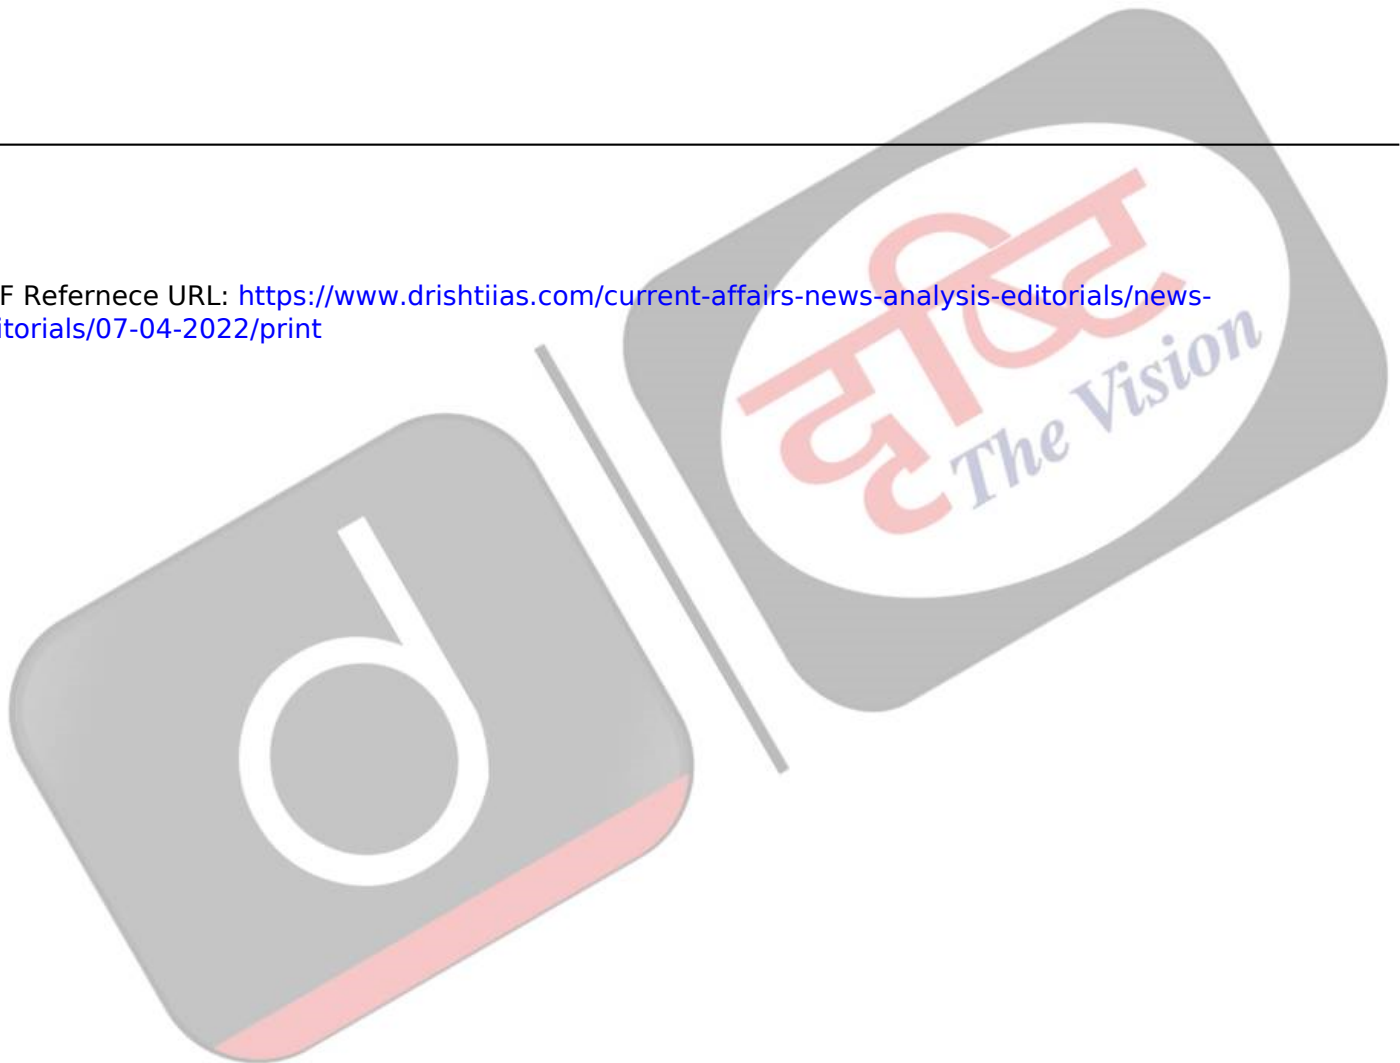 F Refernece URL: https://www.drishtiias.com/current-affairs-news-analysis-editorials/news-
itorials/07-04-2022/print
दृष्टि
The Vision
d